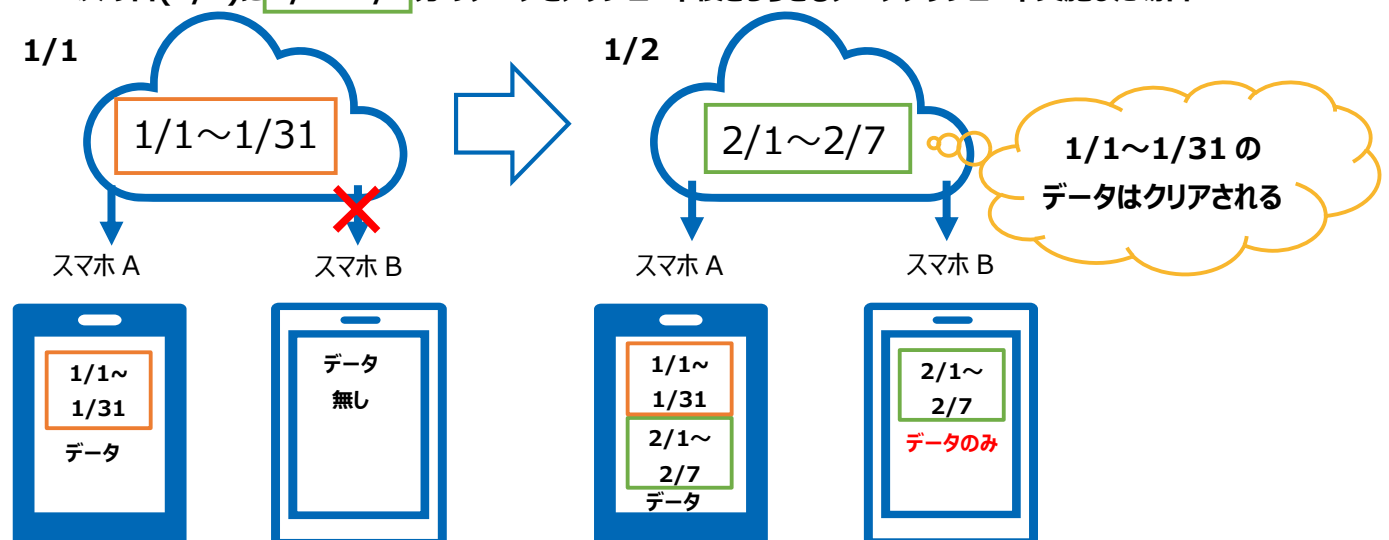 1/1
1/1～1/31
スマホ A
スマホ B
1/1~
1/31
データ
データ
無し
1/2
2/1～2/7
1/1～1/31 の
データはクリアされる
スマホ A
スマホ B
1/1~
1/31
2/1～
2/7
データ
2/1～
2/7
データのみ